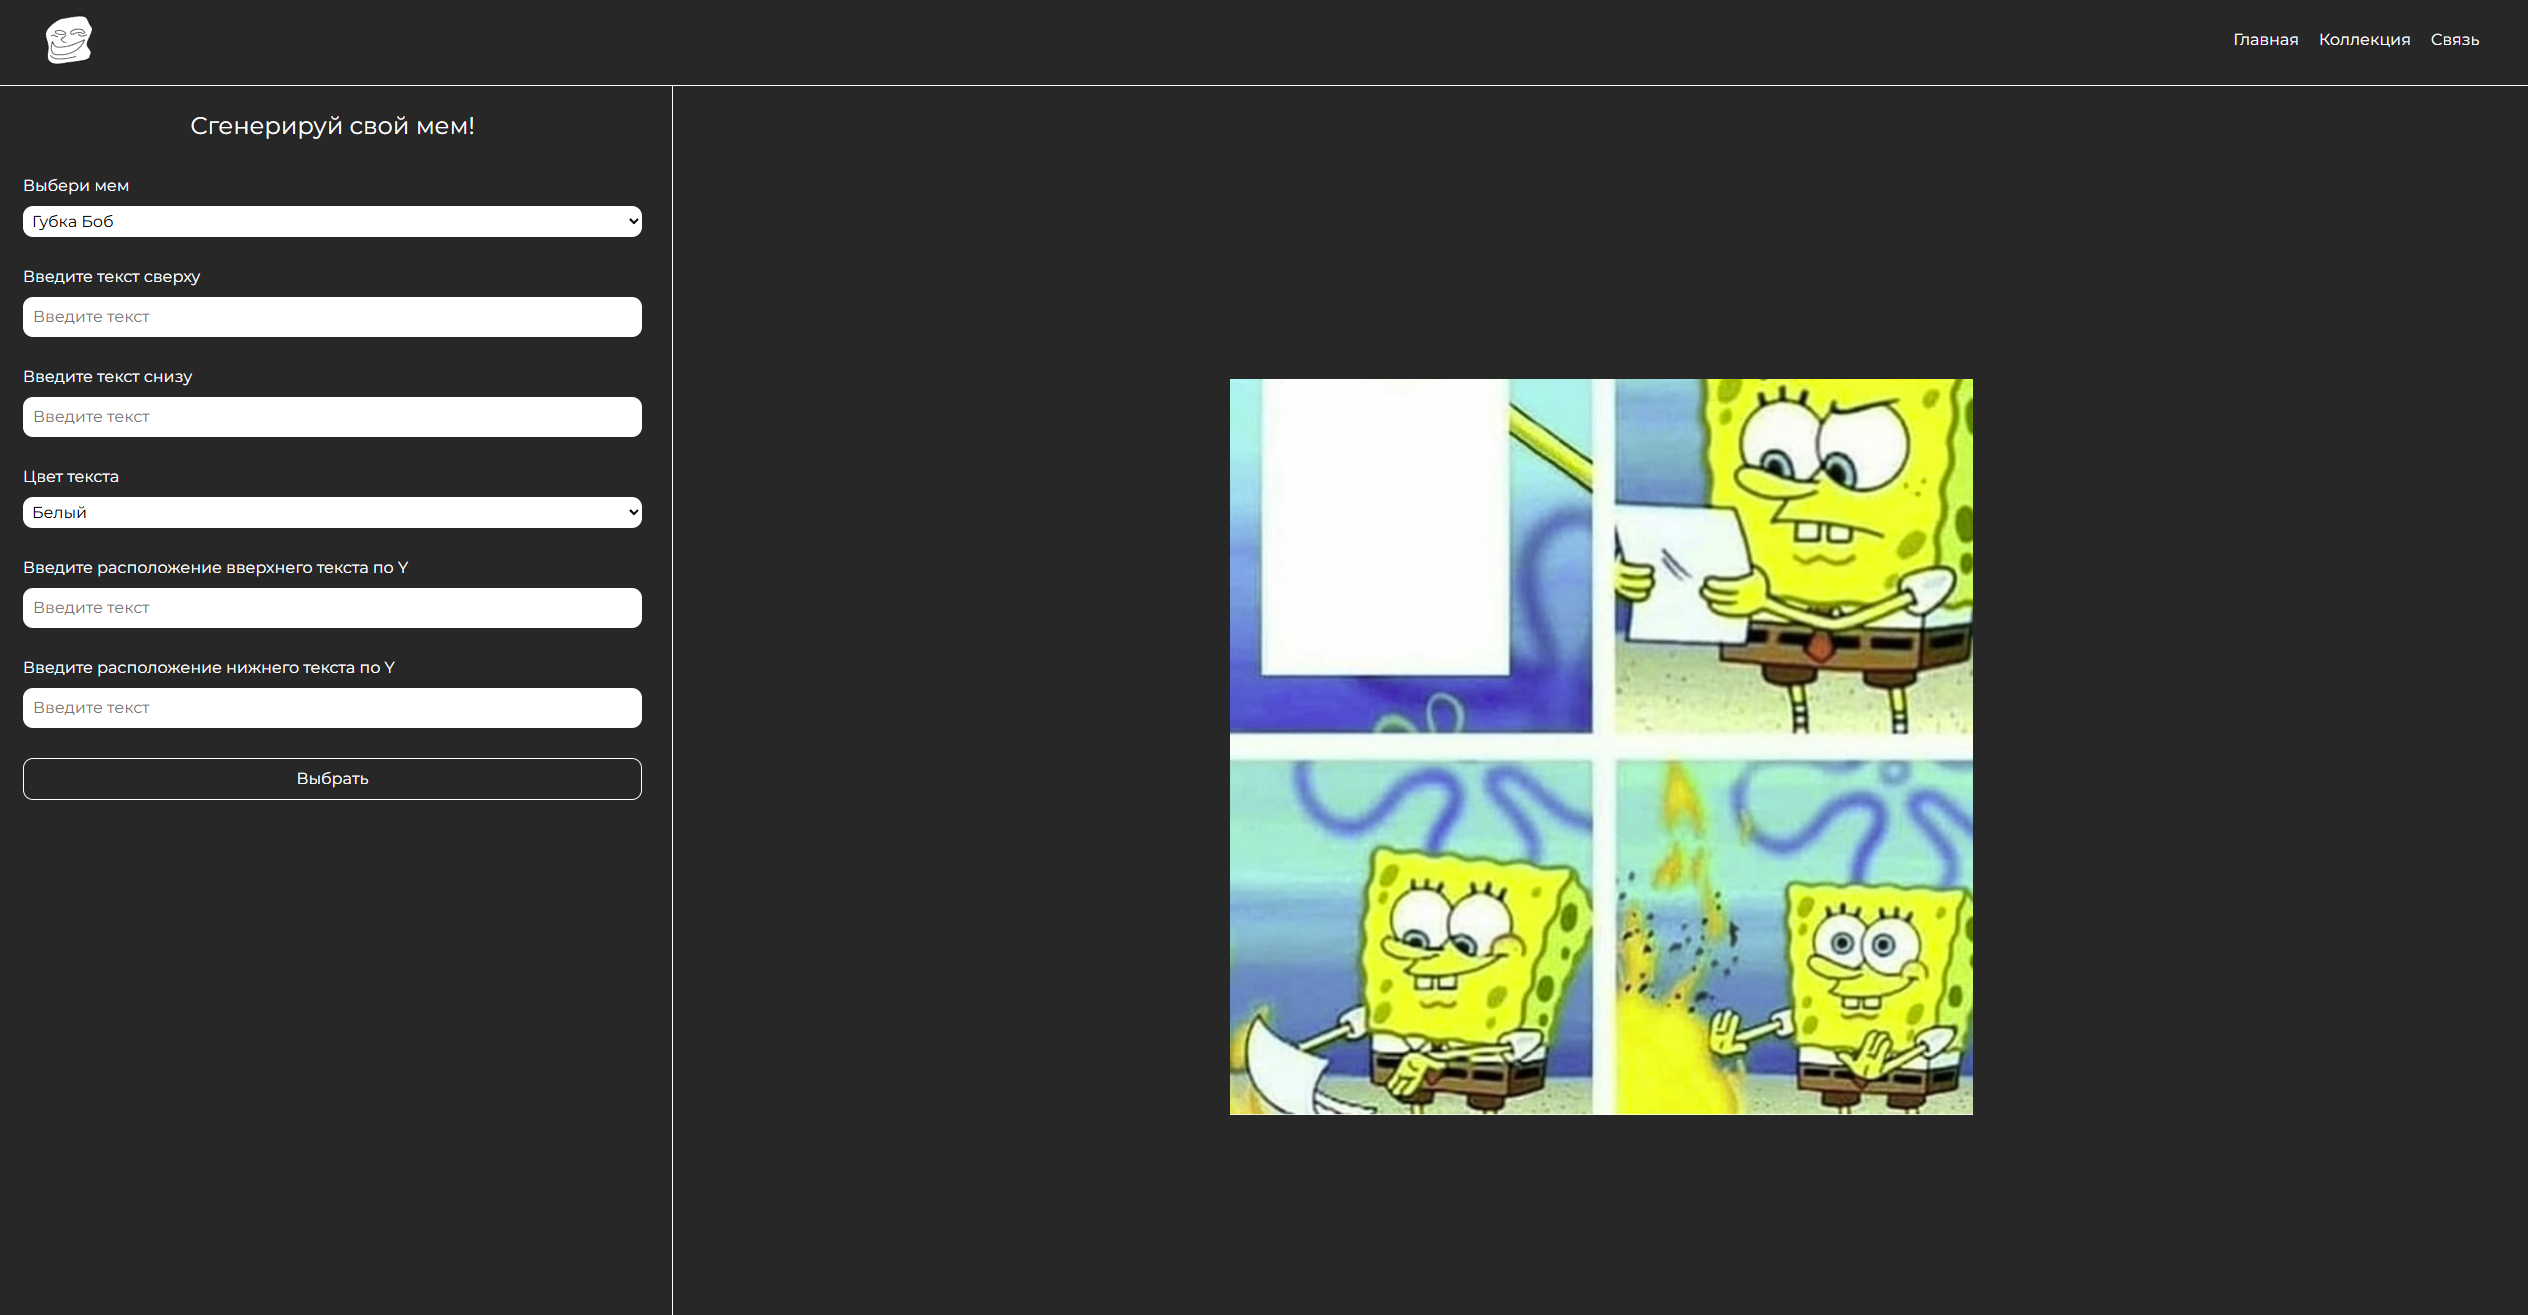 Главная Коллекция Связь
Сгенерируй свой мем!
Выбери мем
Губка Боб
Введите текст сверху
Введите текст
Введите текст снизу
Введите текст
Цвет текста
Белый
Введите расположение вверхнего текста по Y
Введите текст
Введите расположение нижнего текста по Y
Введите текст
Выбрать